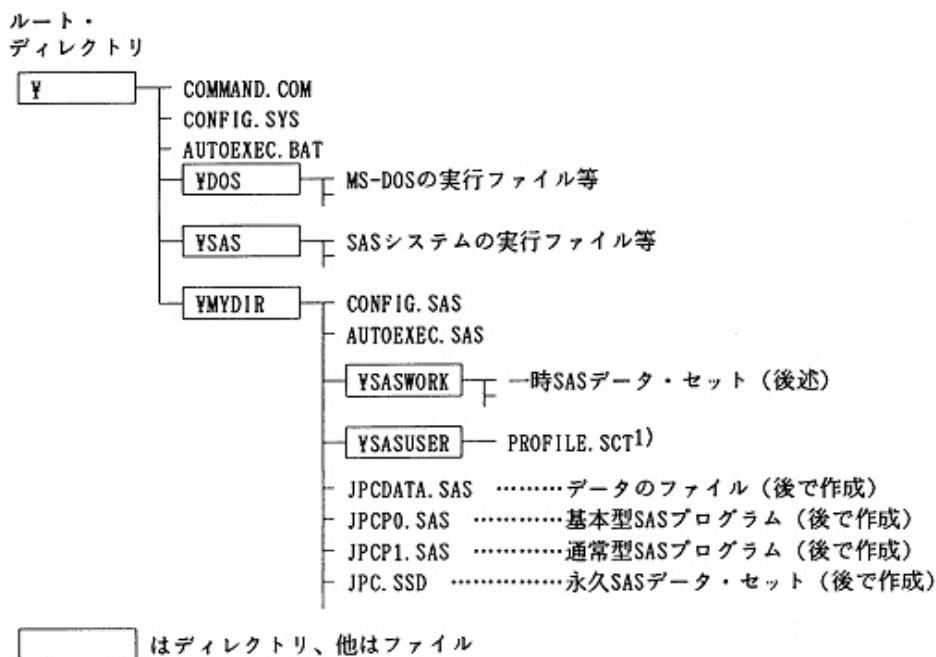 ルート・
ディレクトリ
¥ COMMAND.COM
CONFIG.SYS
AUTOEXEC.BAT
¥DOS MS-DOSの実行ファイル等
¥SAS SASシステムの実行ファイル等
¥MYDIR CONFIG.SAS
AUTOEXEC.SAS
¥SASWORK 一時SASデータ・セット（後述）
¥SASUSER PROFILE.SCT1)
JPCDATA.SAS ………データのファイル（後で作成）
JPCP0.SAS …………基本型SASプログラム（後で作成）
JPCP1.SAS …………通常型SASプログラム（後で作成）
JPC.SSD ……………永久SASデータ・セット（後で作成）
はディレクトリ、他はファイル